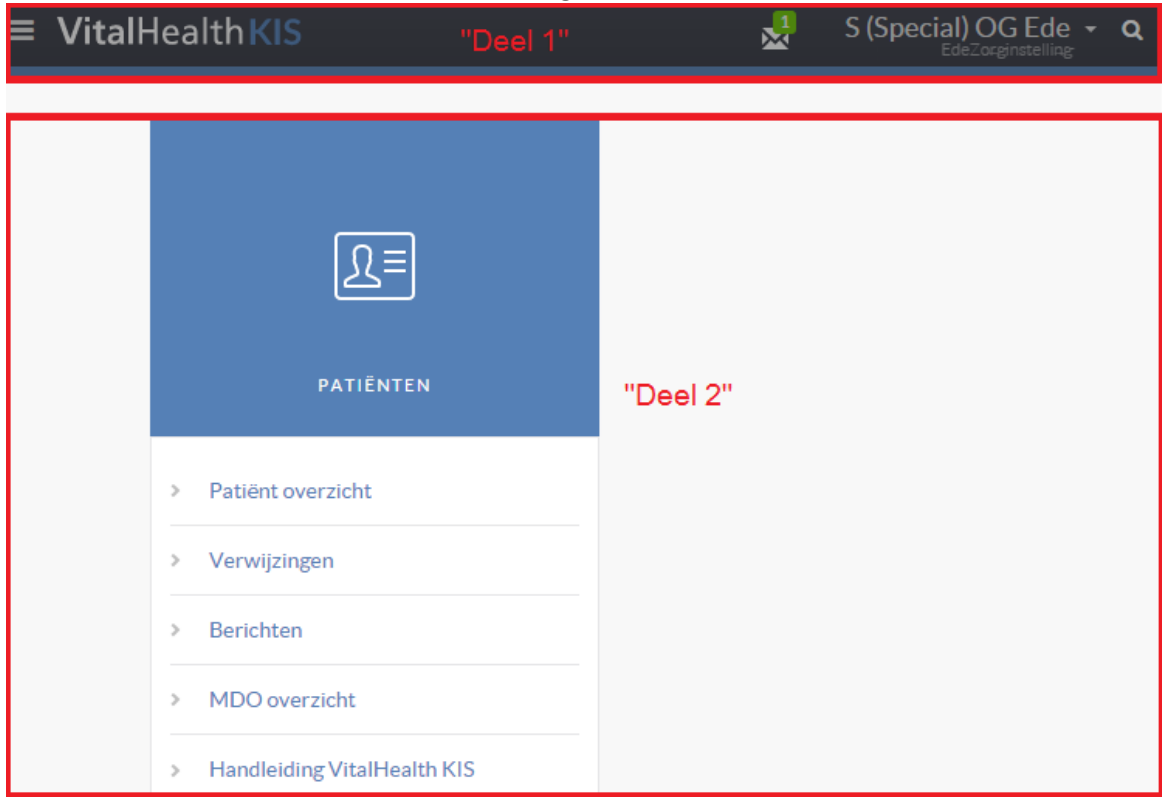 VitalHealthKIS
"Deel 1"
1
S (Special) OG Ede
EdeZorginstelling
PATIËNTEN
"Deel 2"
Patiënt overzicht
Verwijzingen
Berichten
MDO overzicht
Handleiding VitalHealth KIS